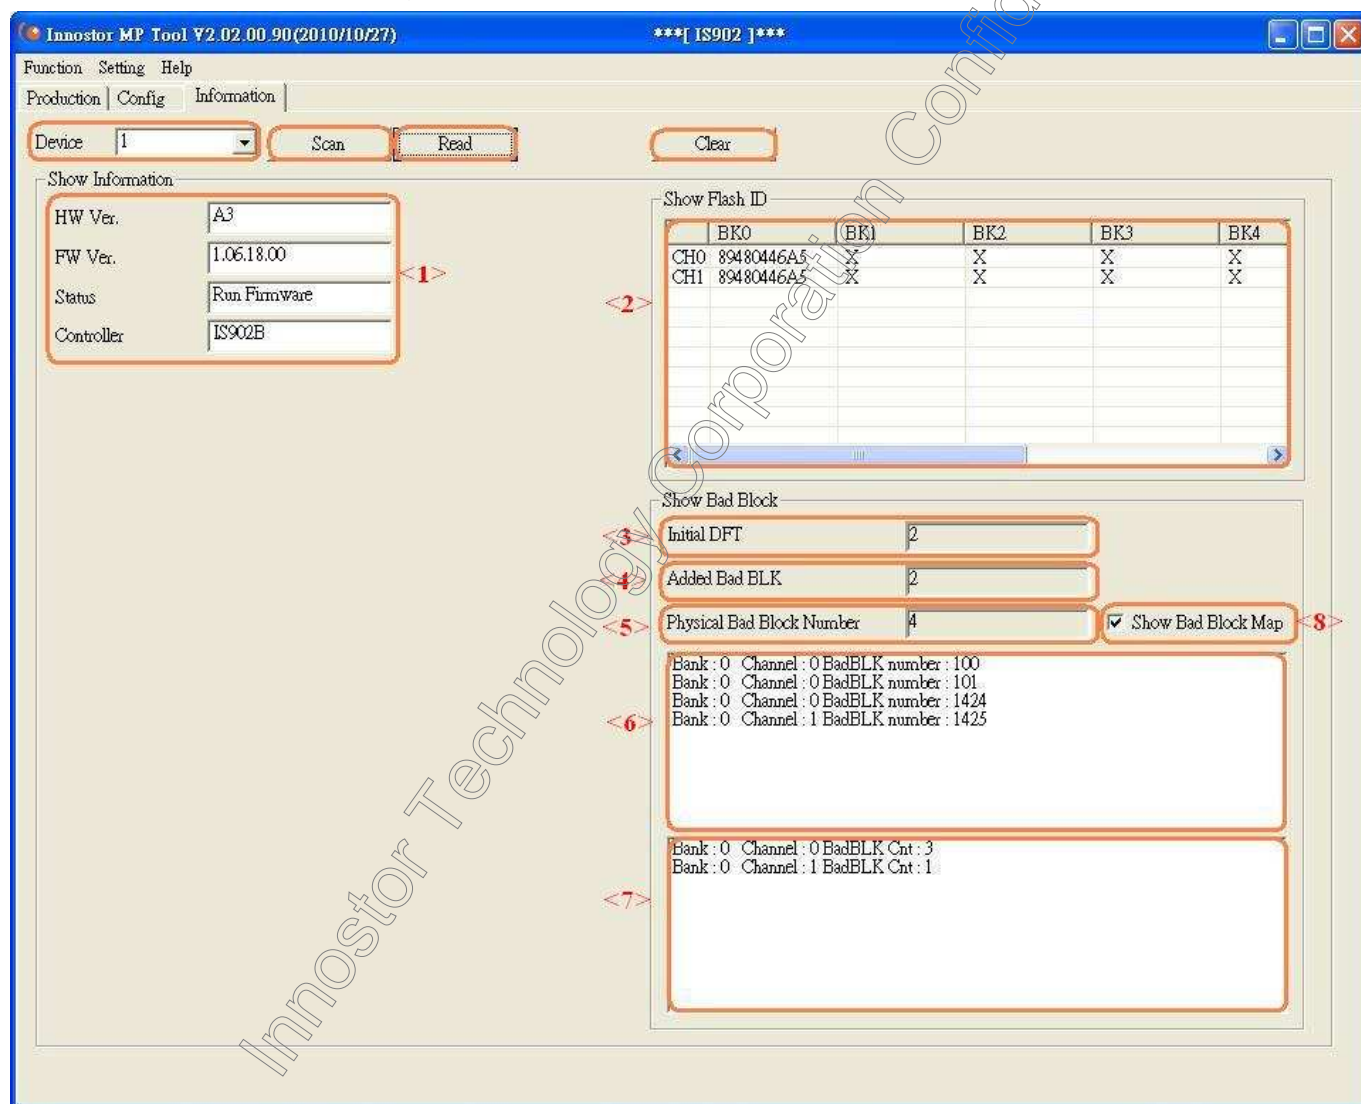 Innostor MP Tool V2.02.00.90(2010/10/27) ***[ IS902 ]***
Function Setting Help
Production Config Information
Device 1 Scan Read Clear
Show Information
HW Ver. A3
FW Ver. 1.06.18.00
Status Run Firmware
Controller IS902B
<1>
Show Flash ID
BK0 BK1 BK2 BK3 BK4
CH0 89480446A5 X X X X
CH1 89480446A5 X X X X
<2>
Show Bad Block
<3> Initial DFT 2
<4> Added Bad BLK 2
<5> Physical Bad Block Number 4 Show Bad Block Map <8>
Bank : 0 Channel : 0 BadBLK number : 100
Bank : 0 Channel : 0 BadBLK number : 101
Bank : 0 Channel : 0 BadBLK number : 1424
Bank : 0 Channel : 1 BadBLK number : 1425
<6>
Bank : 0 Channel : 0 BadBLK Cnt : 3
Bank : 0 Channel : 1 BadBLK Cnt : 1
<7>
Innostor Technology Corporation